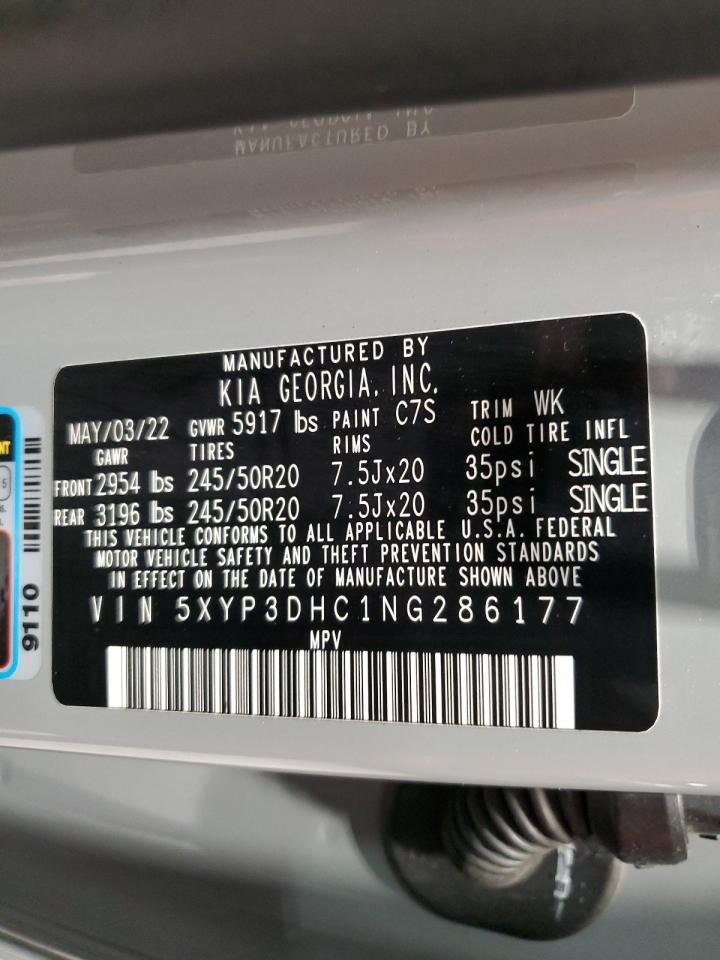 MANUFACTURED BY
KIA GEORGIA, INC.
MAY/03/22 GVWR 5917 lbs PAINT C7S TRIM WK
GAWR TIRES RIMS COLD TIRE INFL
FRONT 2954 lbs 245/50R20 7.5Jx20 35psi SINGLE
REAR 3196 lbs 245/50R20 7.5Jx20 35psi SINGLE
THIS VEHICLE CONFORMS TO ALL APPLICABLE U.S.A. FEDERAL
MOTOR VEHICLE SAFETY AND THEFT PREVENTION STANDARDS
IN EFFECT ON THE DATE OF MANUFACTURE SHOWN ABOVE
VIN 5XYP3DHC1NG286177
MPV
9110
5